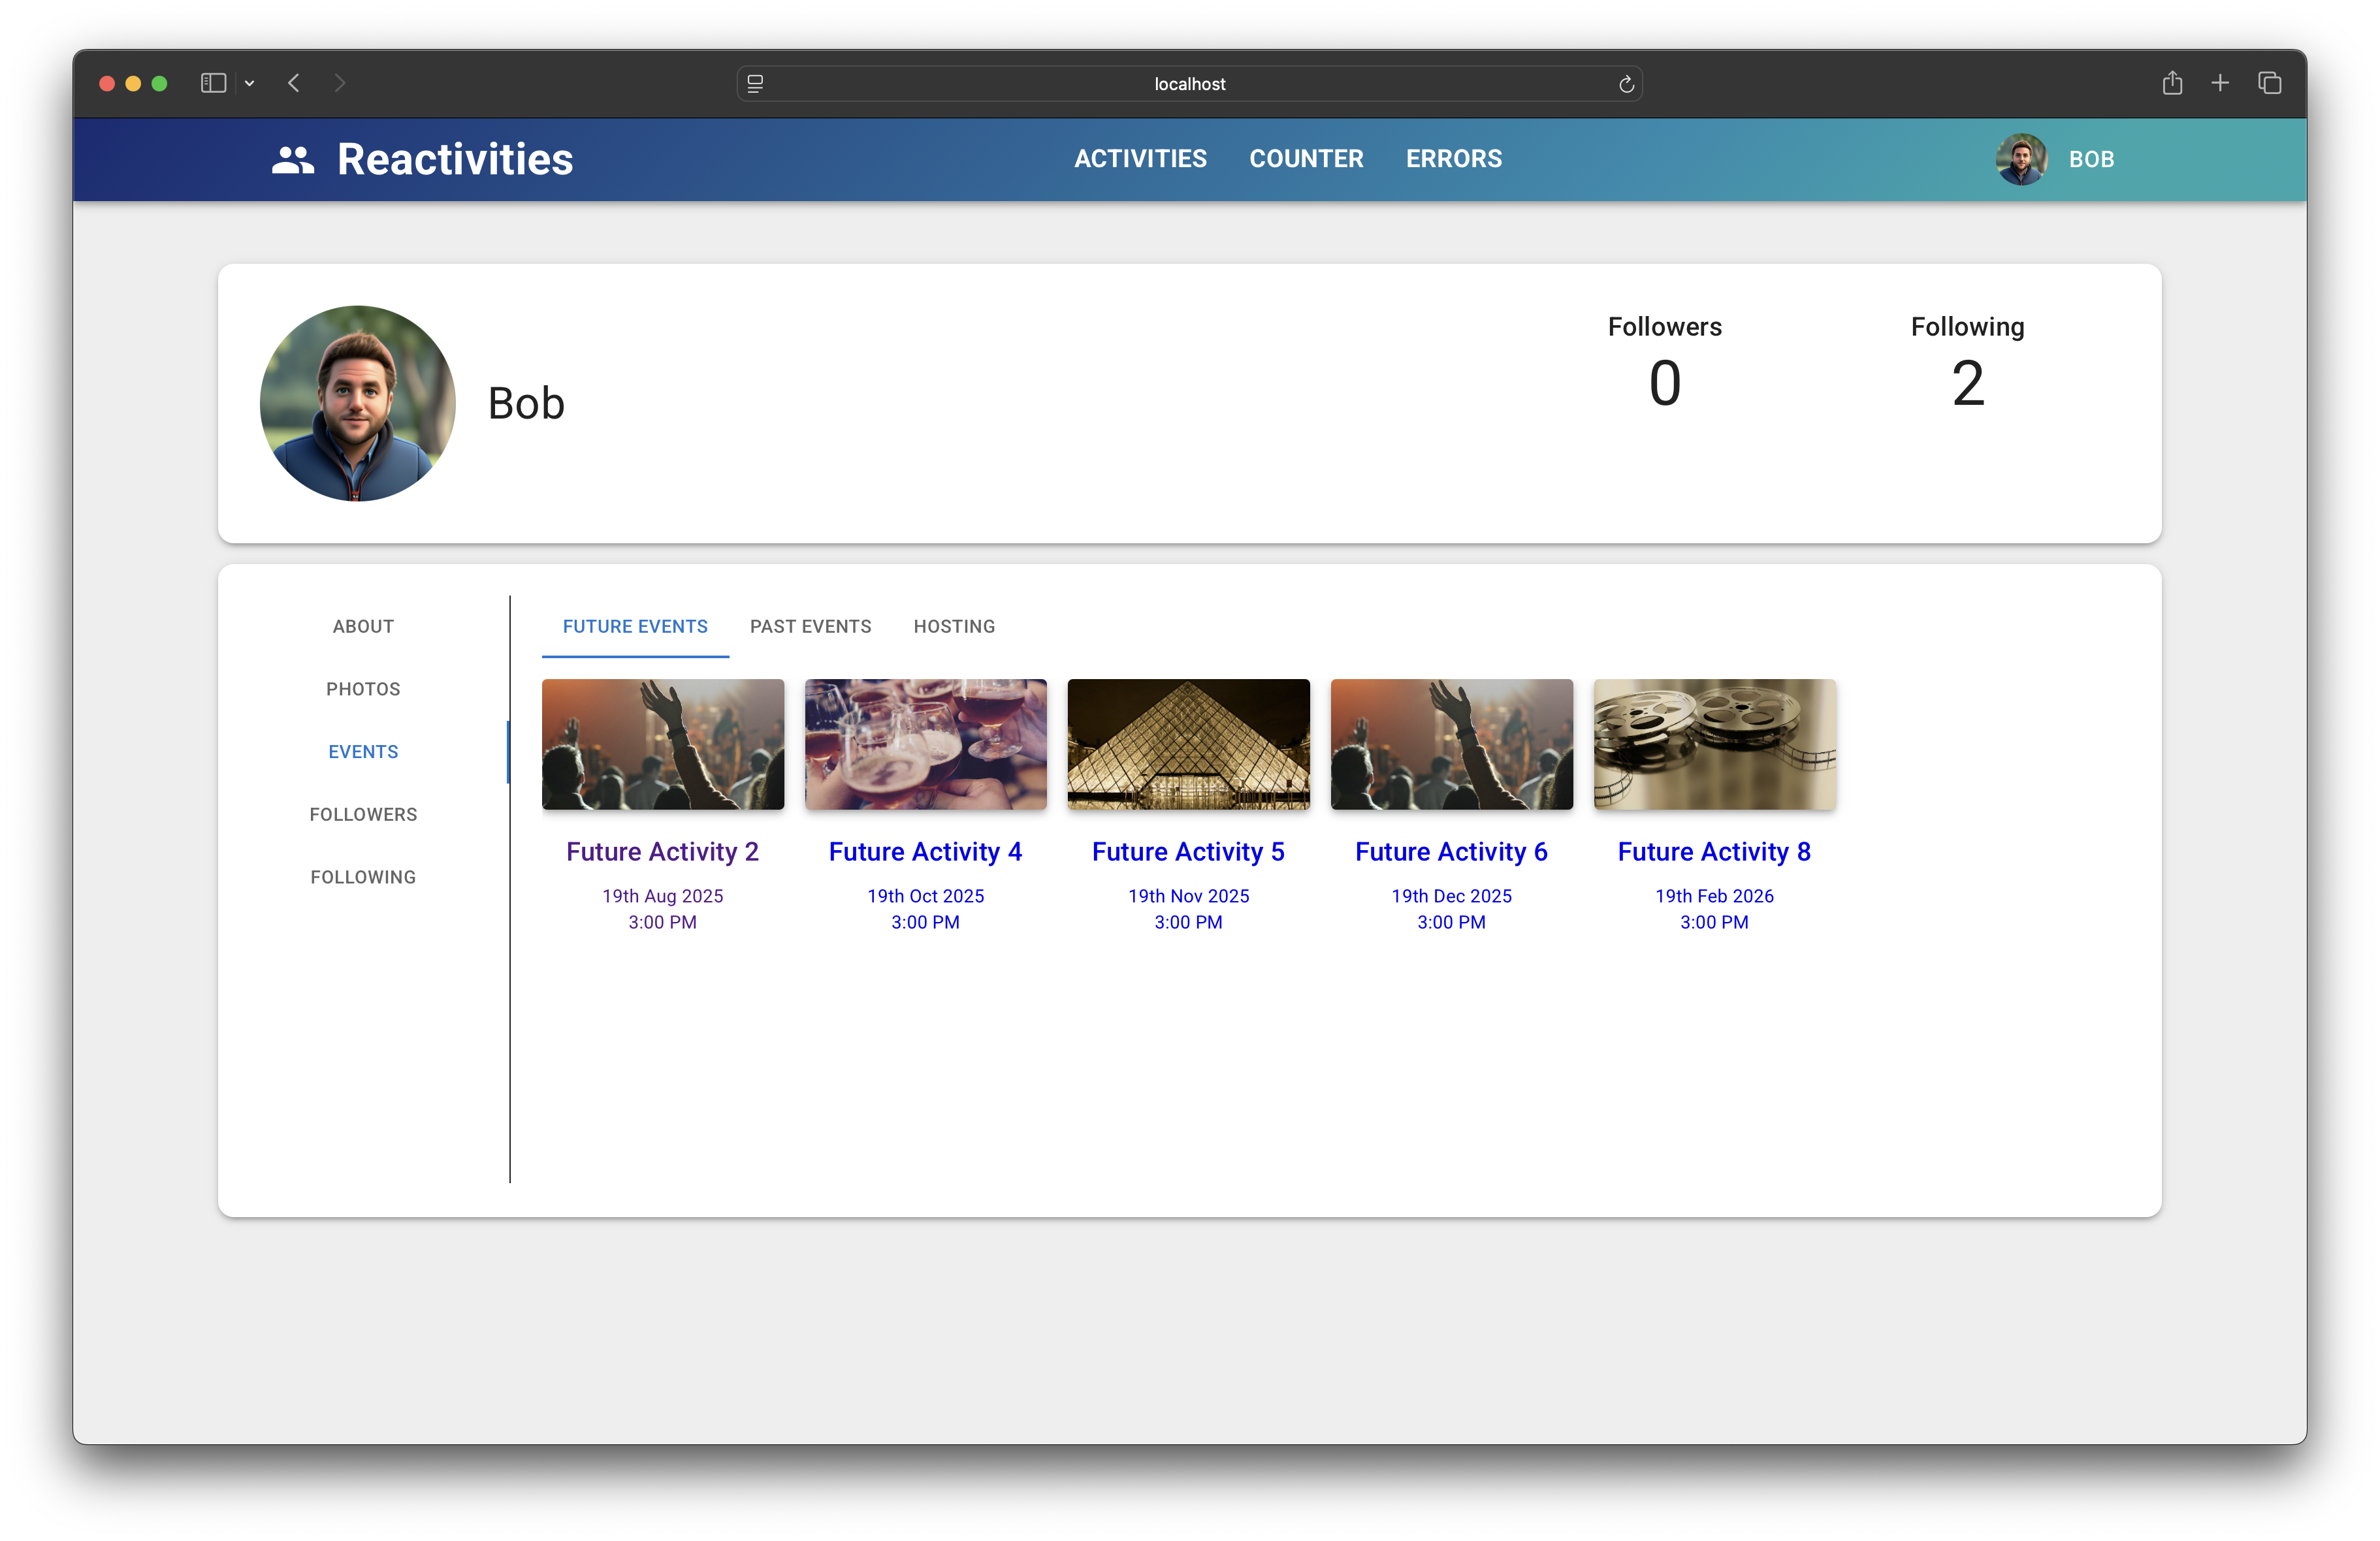 localhost
Reactivities
ACTIVITIES COUNTER ERRORS
BOB
Bob
Followers
0
Following
2
ABOUT
PHOTOS
EVENTS
FOLLOWERS
FOLLOWING
FUTURE EVENTS PAST EVENTS HOSTING
Future Activity 2
19th Aug 2025
3:00 PM
Future Activity 4
19th Oct 2025
3:00 PM
Future Activity 5
19th Nov 2025
3:00 PM
Future Activity 6
19th Dec 2025
3:00 PM
Future Activity 8
19th Feb 2026
3:00 PM